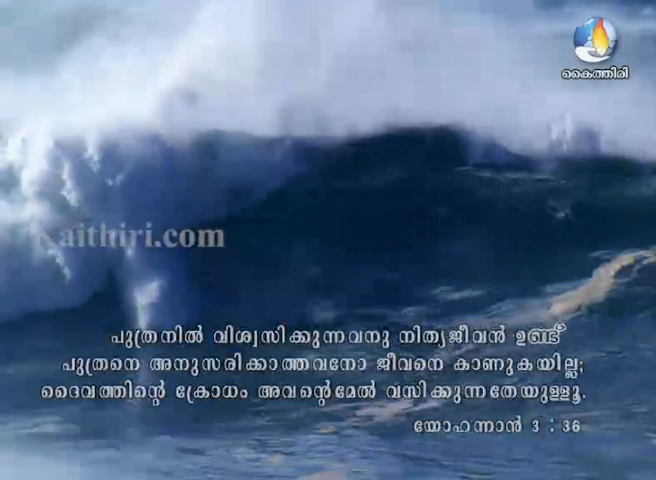 കൈത്തിരി
Kaithiri.com
പുത്രനിൽ വിശ്വസിക്കുന്നവനു നിത്യജീവൻ ഉണ്ട്
പുത്രനെ അനുസരിക്കാത്തവനോ ജീവനെ കാണുകയില്ല;
ദൈവത്തിന്റെ ക്രോധം അവന്റെമേൽ വസിക്കുന്നതേയുള്ളൂ.
യോഹന്നാൻ 3 : 36